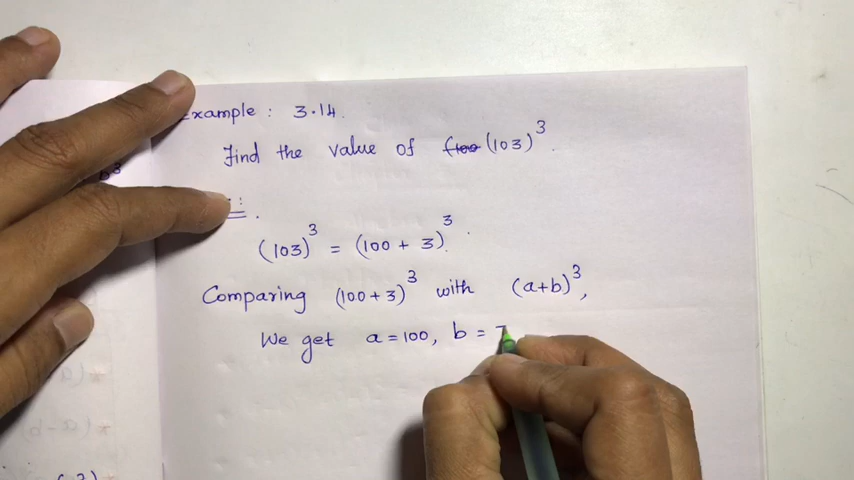 Example : 3.14.
Find the value of (103)³.
(103)³ = (100 + 3)³.
Comparing (100+3)³ with (a+b)³,
We get a = 100, b =